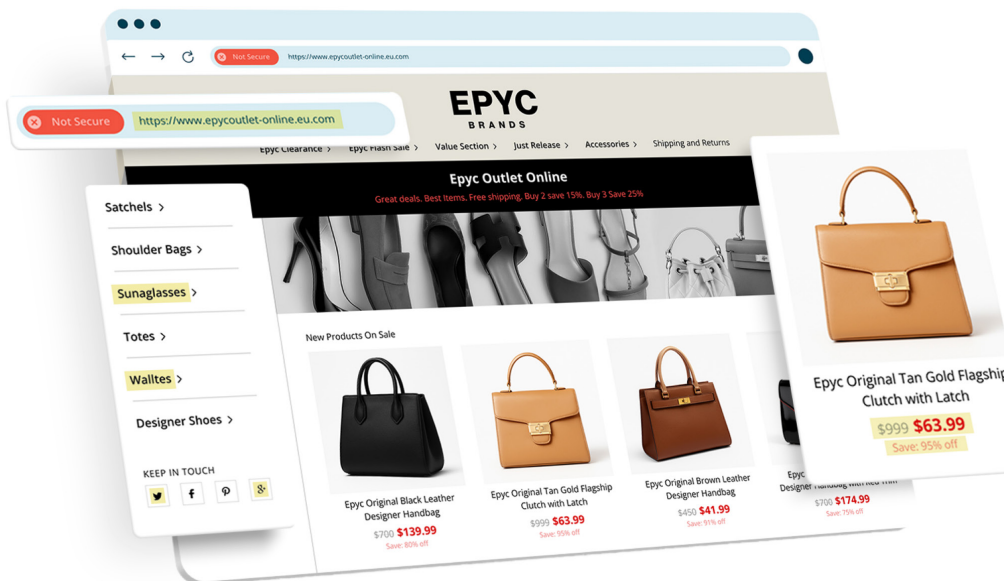 Not Secure https://www.epycoutlet-online.eu.com
Not Secure https://www.epycoutlet-online.eu.com
EPYC
BRANDS
Epyc Clearance > Epyc Flash Sale > Value Section > Just Release > Accessories > Shipping and Returns
Epyc Outlet Online
Great deals. Best Items. Free shipping. Buy 2 save 15%. Buy 3 Save 25%
Satchels >
Shoulder Bags >
Sunaglasses >
Totes >
Walltes >
Designer Shoes >
KEEP IN TOUCH
New Products On Sale
Epyc Original Black Leather
Designer Handbag
$700 $139.99
Save: 80% off
Epyc Original Tan Gold Flagship
Clutch with Latch
$999 $63.99
Save: 95% off
Epyc Original Brown Leather
Designer Handbag
$450 $41.99
Save: 91% off
Epyc
Designer Handbag with Red Trim
$700 $174.99
Save: 75% off
Epyc Original Tan Gold Flagship
Clutch with Latch
$999 $63.99
Save: 95% off